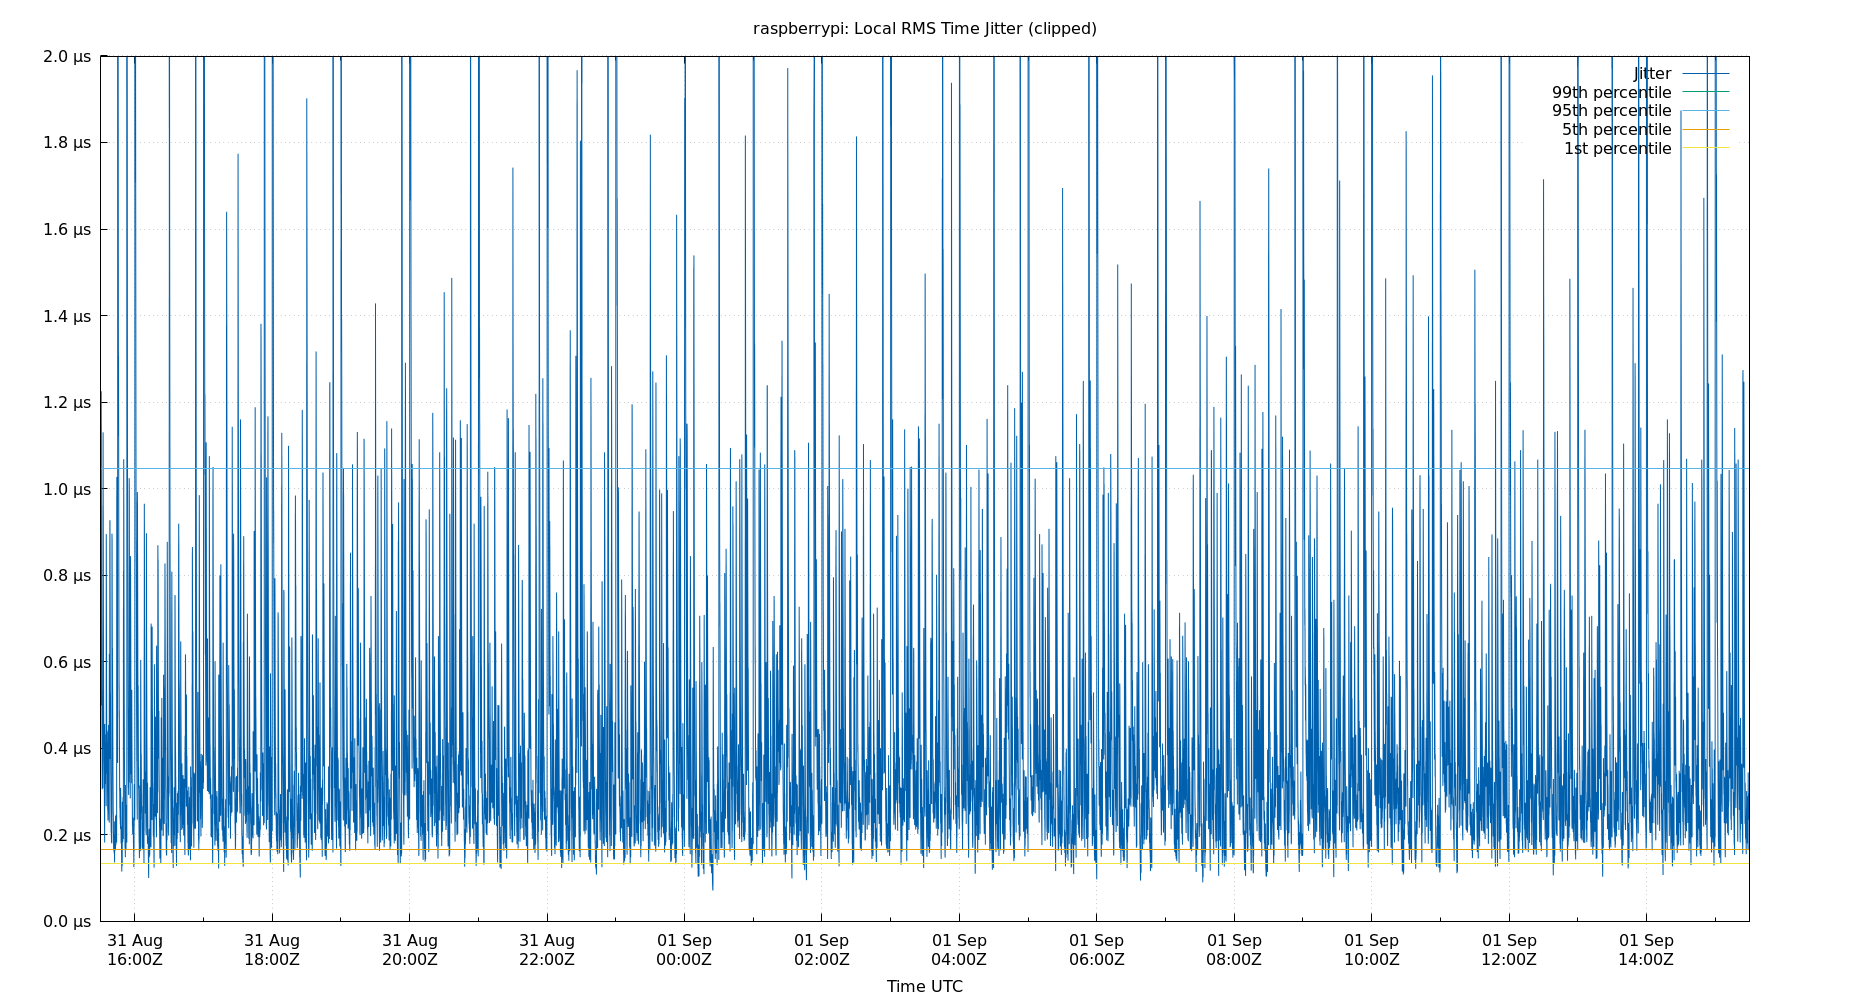 raspberrypi: Local RMS Time Jitter (clipped)
2.0 µs
1.8 µs
1.6 µs
1.4 µs
1.2 µs
1.0 µs
0.8 µs
0.6 µs
0.4 µs
0.2 µs
0.0 µs
Jitter
99th percentile
95th percentile
5th percentile
1st percentile
31 Aug 31 Aug 31 Aug 31 Aug 01 Sep 01 Sep 01 Sep 01 Sep 01 Sep 01 Sep 01 Sep 01 Sep
16:00Z 18:00Z 20:00Z 22:00Z 00:00Z 02:00Z 04:00Z 06:00Z 08:00Z 10:00Z 12:00Z 14:00Z
Time UTC